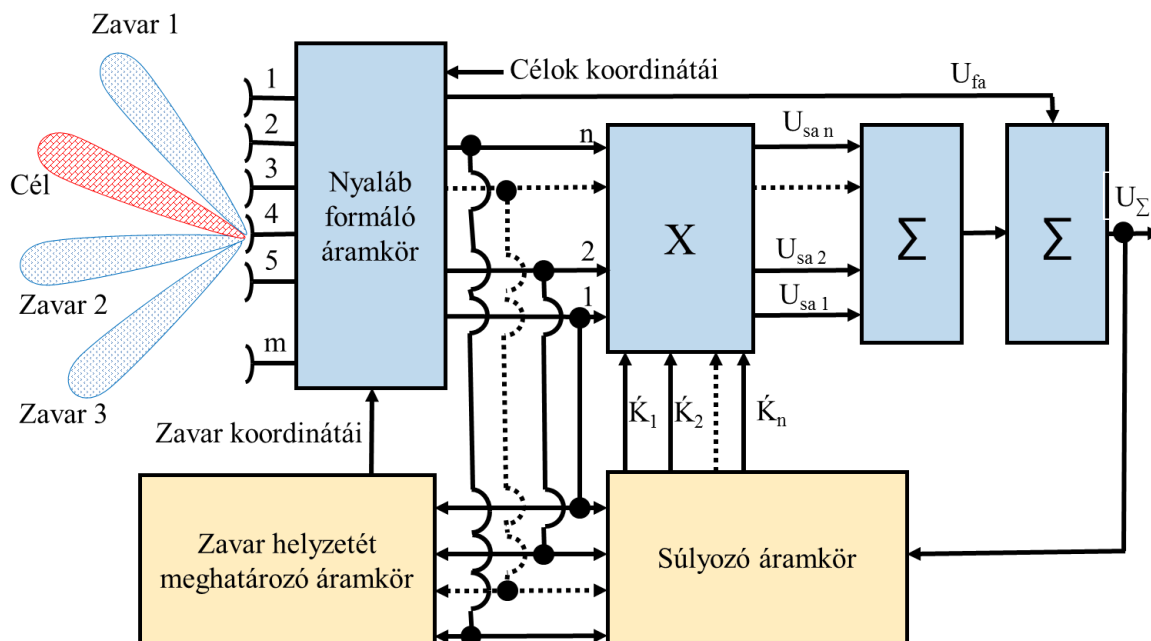 Zavar 1
Célok koordinátái
U_fa
1
2
3
4
5
m
Cél
Zavar 2
Zavar 3
Nyaláb
formáló
áramkör
n
2
1
X
U_sa n
U_sa 2
U_sa 1
Σ
Σ
U_Σ
Ḱ_1
Ḱ_2
Ḱ_n
Zavar koordinátái
Zavar helyzetét
meghatározó áramkör
Súlyozó áramkör